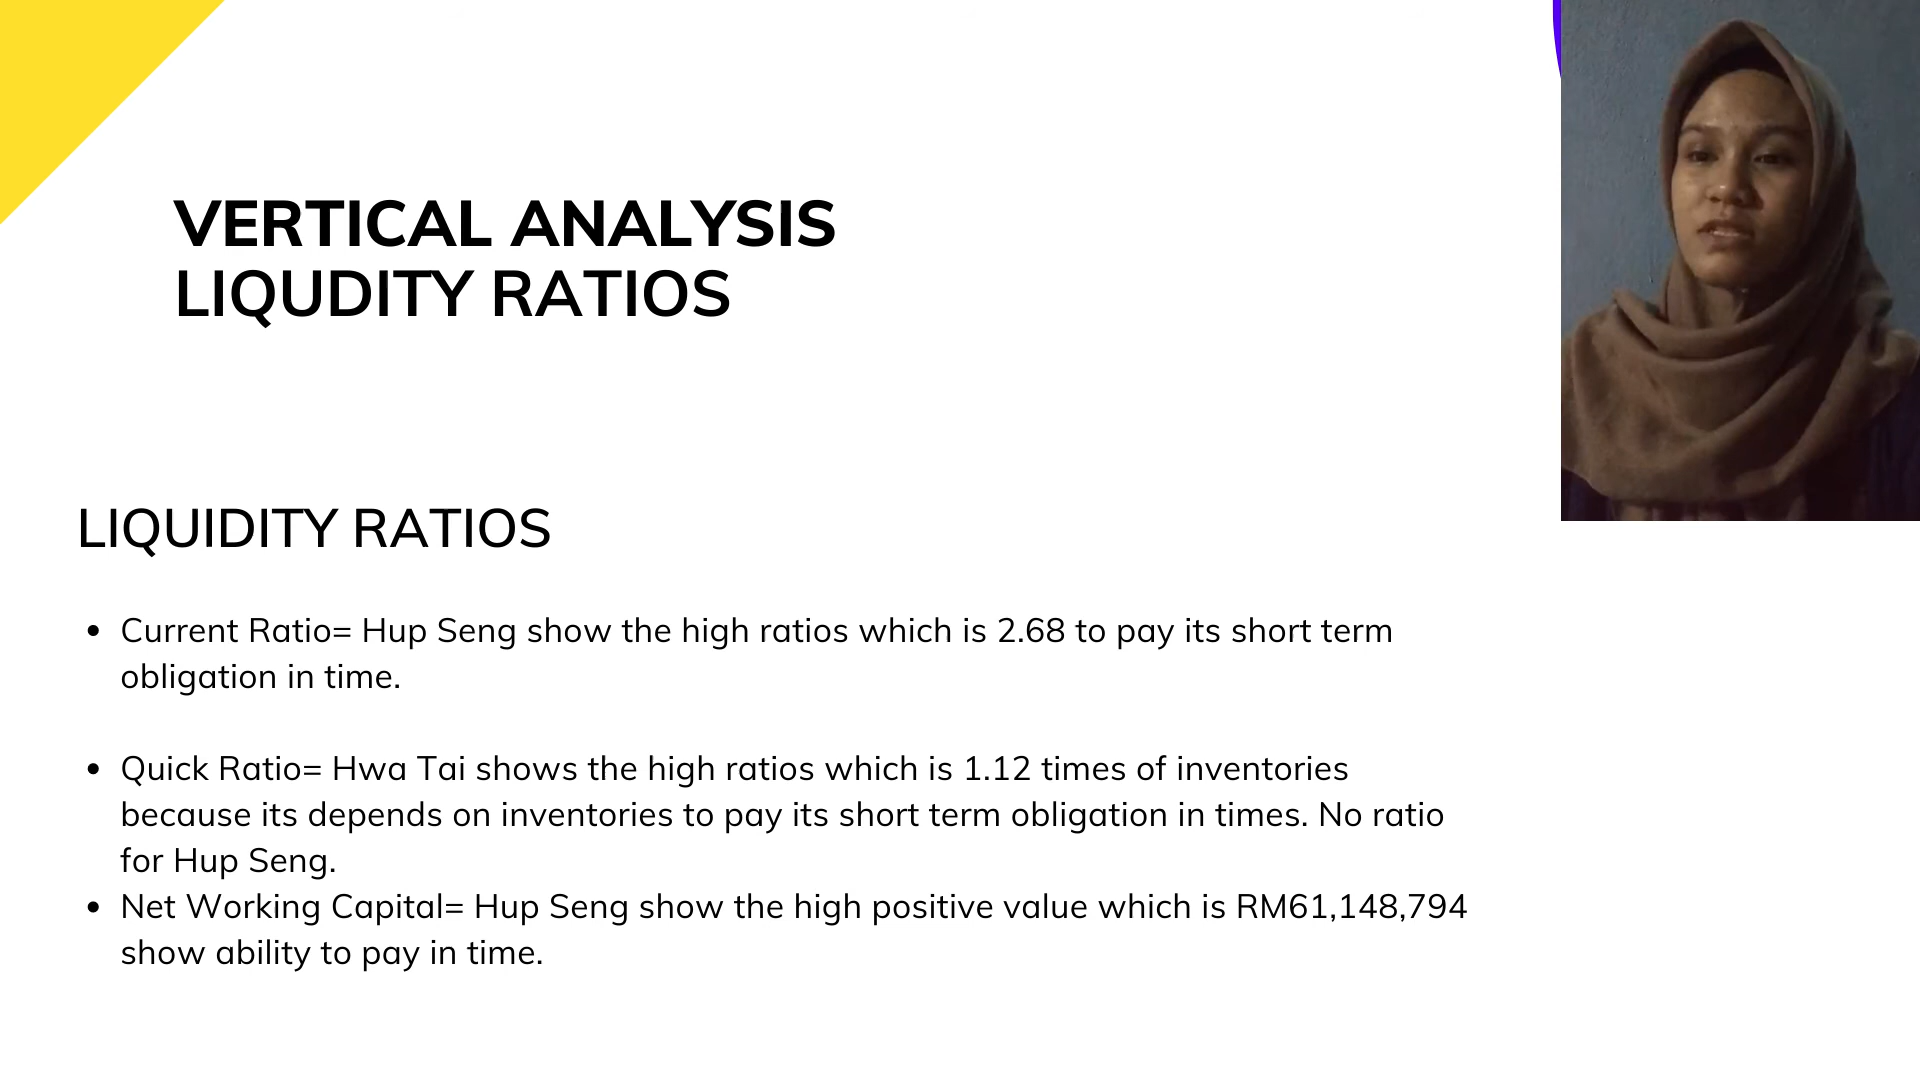 VERTICAL ANALYSIS
LIQUDITY RATIOS
LIQUIDITY RATIOS
• Current Ratio= Hup Seng show the high ratios which is 2.68 to pay its short term
obligation in time.
• Quick Ratio= Hwa Tai shows the high ratios which is 1.12 times of inventories
because its depends on inventories to pay its short term obligation in times. No ratio
for Hup Seng.
• Net Working Capital= Hup Seng show the high positive value which is RM61,148,794
show ability to pay in time.